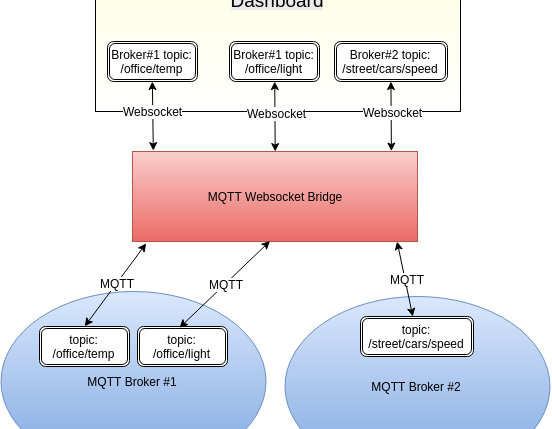 Dashboard
Broker#1 topic:
/office/temp
Broker#1 topic:
/office/light
Broker#2 topic:
/street/cars/speed
Websocket
Websocket
Websocket
MQTT Websocket Bridge
MQTT
MQTT
MQTT
topic:
/office/temp
topic:
/office/light
topic:
/street/cars/speed
MQTT Broker #1
MQTT Broker #2